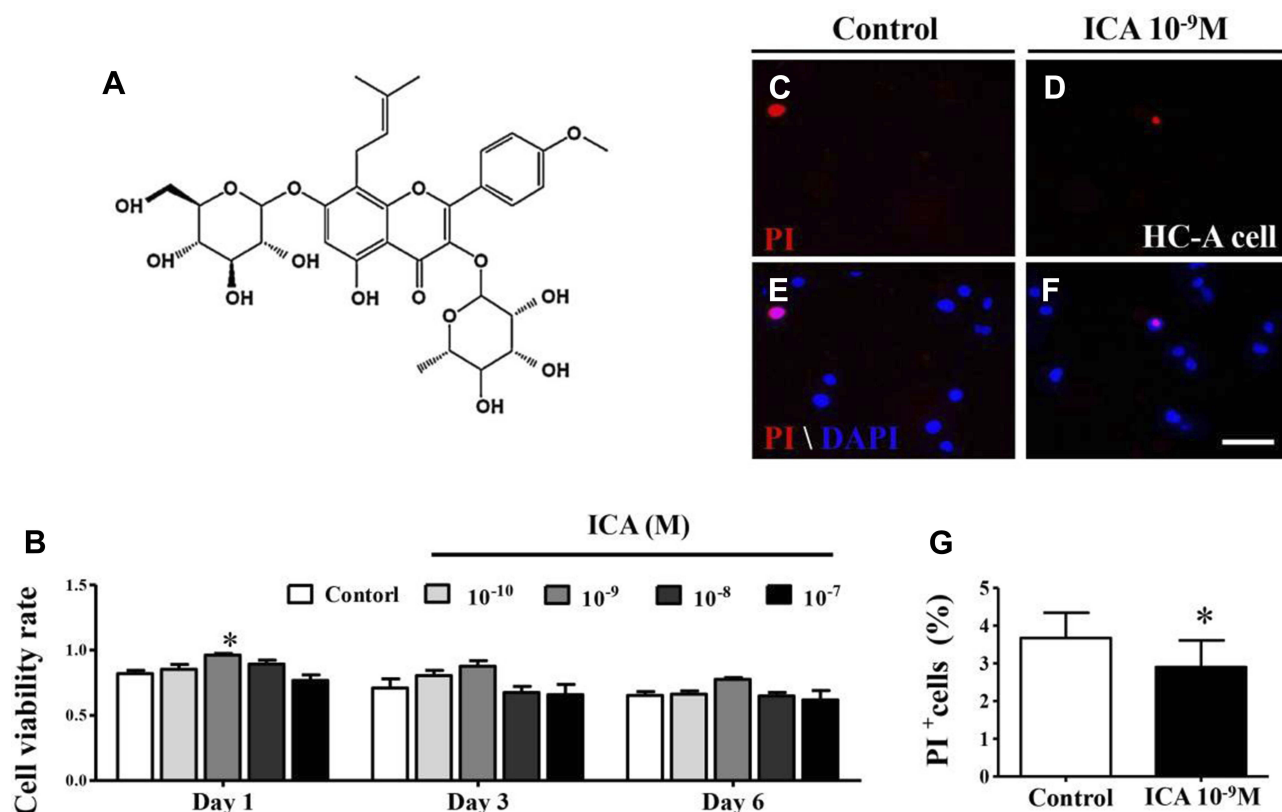 A
O
OH
O
O
O
OH
OH
OH
OH
O
O
O
OH
OH
OH
Control
ICA 10⁻⁹M
C
D
PI
HC-A cell
E
F
PI \ DAPI
B
ICA (M)
Contorl 10⁻¹⁰ 10⁻⁹ 10⁻⁸ 10⁻⁷
Cell viability rate
1.5
1.0
0.5
0.0
*
Day 1 Day 3 Day 6
G
PI ⁺cells (%)
5
4
3
2
1
0
*
Control ICA 10⁻⁹M